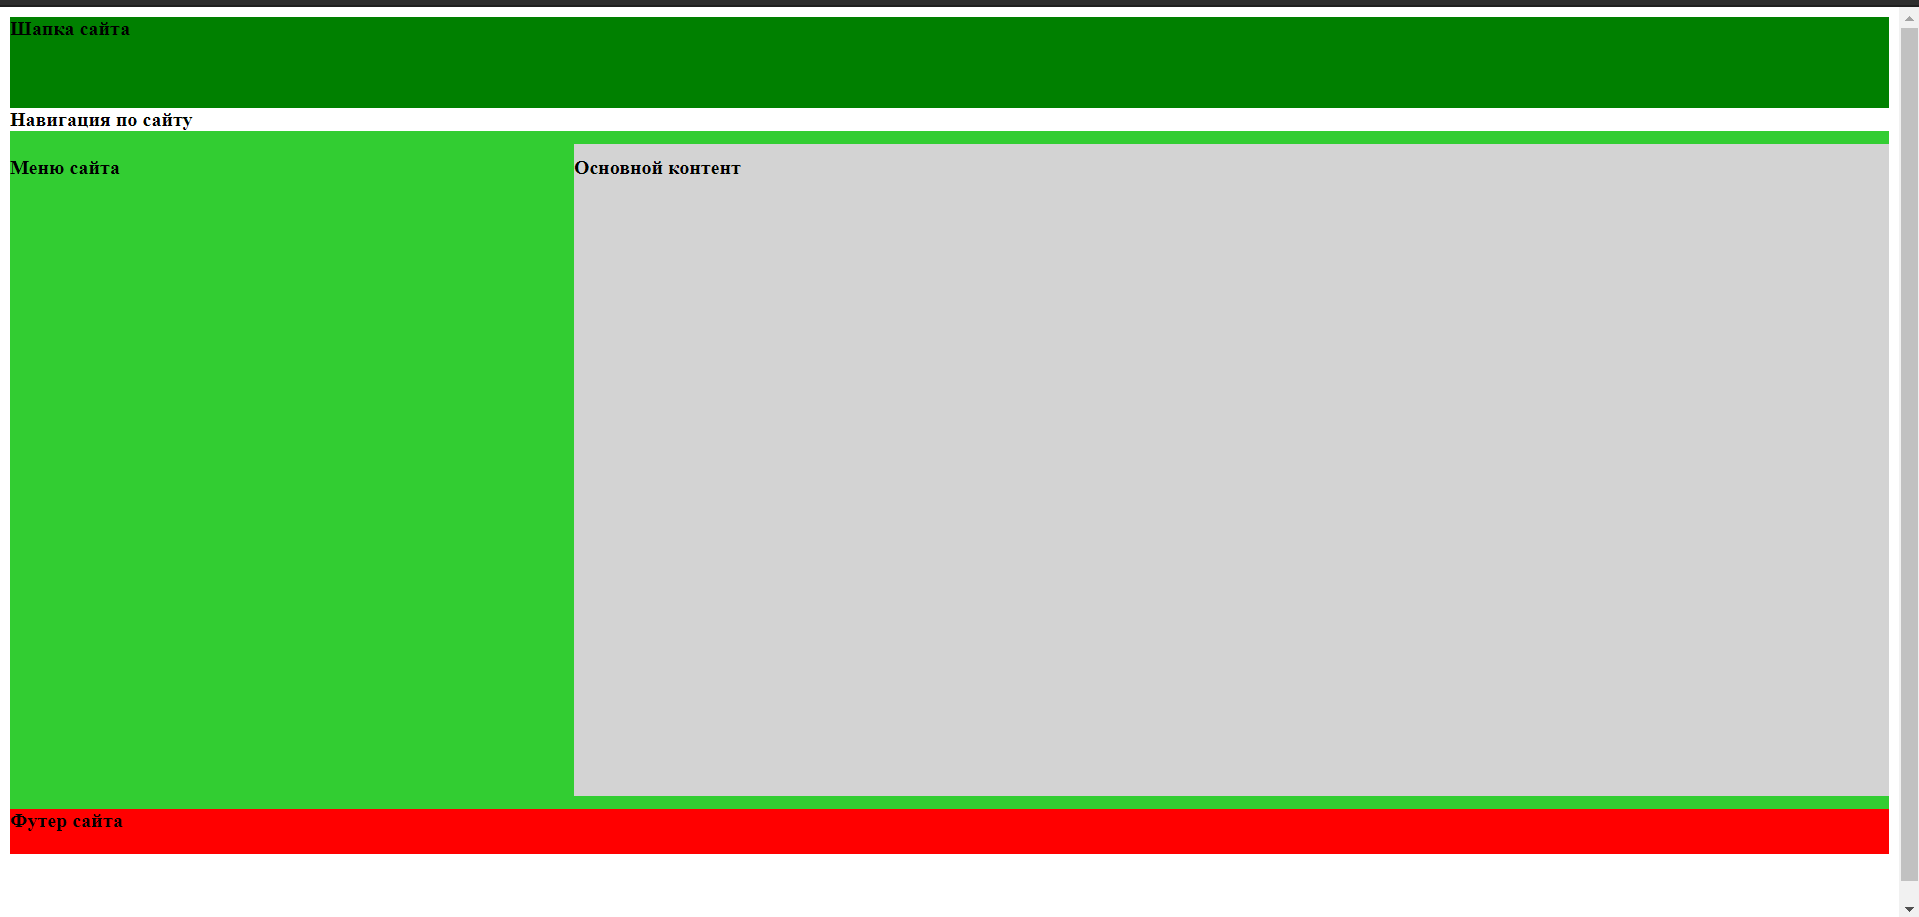 Шапка сайта
Навигация по сайту
Меню сайта
Основной контент
Футер сайта